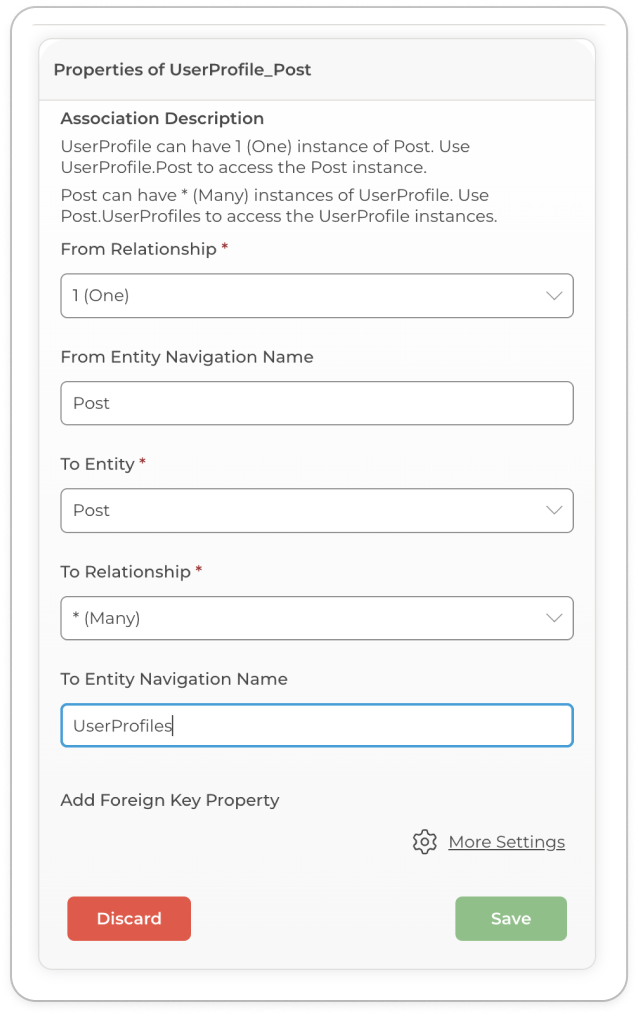 Properties of UserProfile_Post
Association Description
UserProfile can have 1 (One) instance of Post. Use
UserProfile.Post to access the Post instance.
Post can have * (Many) instances of UserProfile. Use
Post.UserProfiles to access the UserProfile instances.
From Relationship *
1 (One)
From Entity Navigation Name
Post
To Entity *
Post
To Relationship *
* (Many)
To Entity Navigation Name
UserProfiles
Add Foreign Key Property
More Settings
Discard
Save